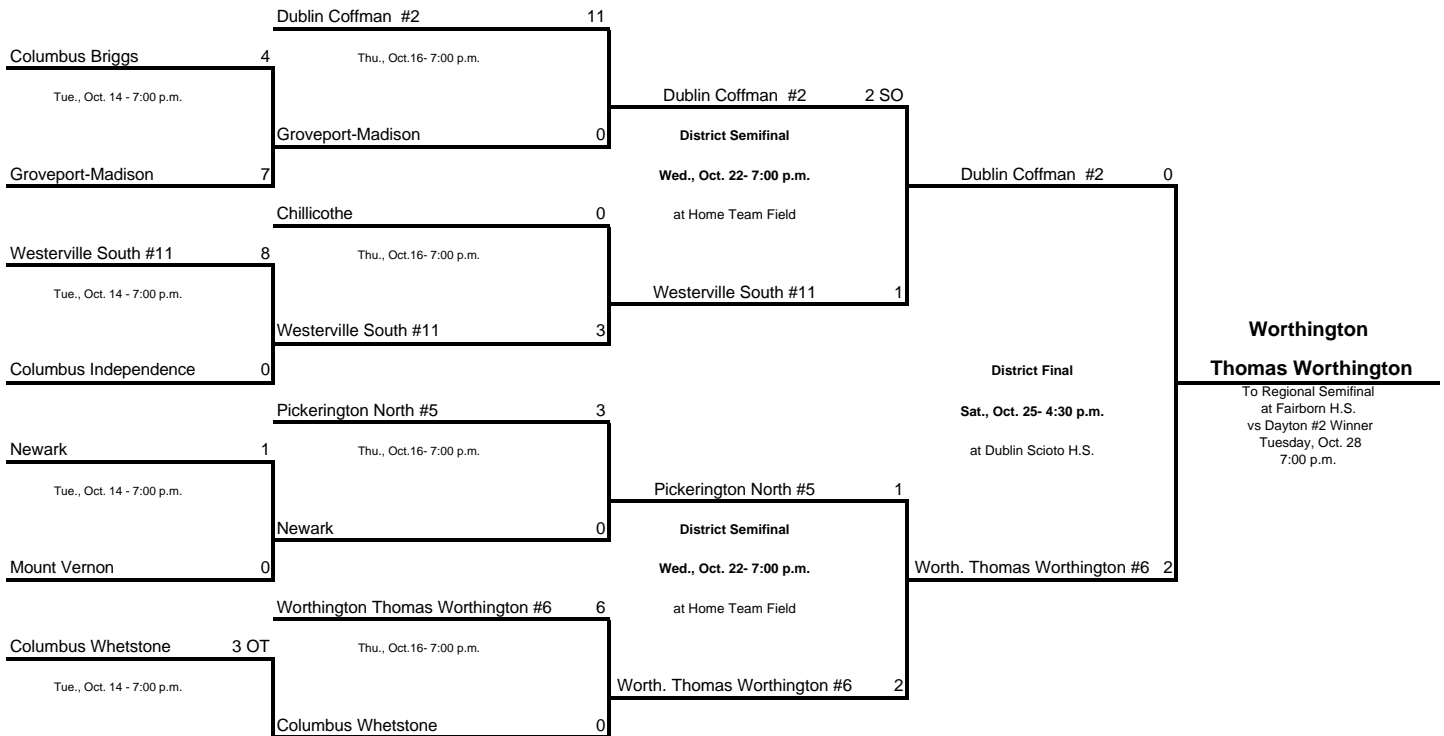 Dublin Coffman #2 11
Columbus Briggs 4
Thu., Oct.16- 7:00 p.m.
Tue., Oct. 14 - 7:00 p.m.
Dublin Coffman #2 2 SO
Groveport-Madison 0
District Semifinal
Groveport-Madison 7
Wed., Oct. 22- 7:00 p.m.
Dublin Coffman #2 0
Chillicothe 0
at Home Team Field
Westerville South #11 8
Thu., Oct.16- 7:00 p.m.
Tue., Oct. 14 - 7:00 p.m.
Westerville South #11 1
Westerville South #11 3
Worthington
Columbus Independence 0
District Final
Thomas Worthington
To Regional Semifinal
at Fairborn H.S.
vs Dayton #2 Winner
Tuesday, Oct. 28
7:00 p.m.
Pickerington North #5 3
Sat., Oct. 25- 4:30 p.m.
Newark 1
Thu., Oct.16- 7:00 p.m.
at Dublin Scioto H.S.
Tue., Oct. 14 - 7:00 p.m.
Pickerington North #5 1
Newark 0
District Semifinal
Mount Vernon 0
Wed., Oct. 22- 7:00 p.m.
Worth. Thomas Worthington #6 2
Worthington Thomas Worthington #6 6
at Home Team Field
Columbus Whetstone 3 OT
Thu., Oct.16- 7:00 p.m.
Tue., Oct. 14 - 7:00 p.m.
Worth. Thomas Worthington #6 2
Columbus Whetstone 0